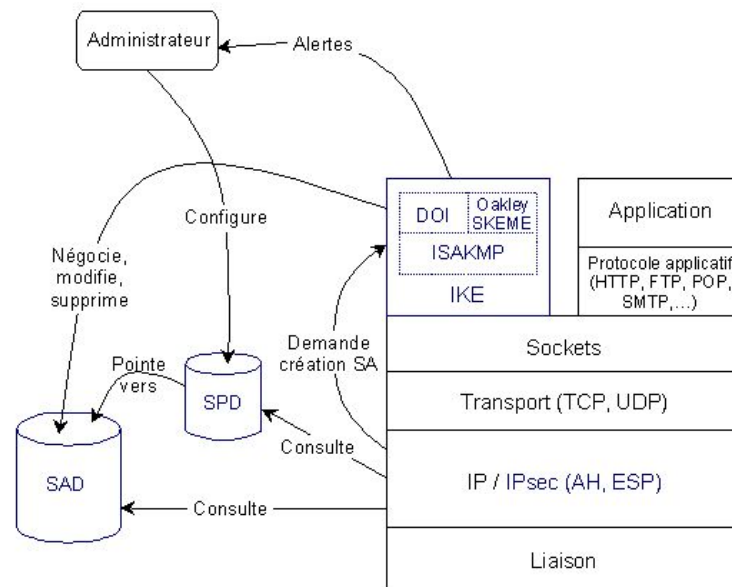 Administrateur
Alertes
Configure
Négocie,
modifie,
supprime
DOI
Oakley
SKEME
ISAKMP
IKE
Application
Protocole applicatif
(HTTP, FTP, POP,
SMTP,...)
Demande
création SA
Sockets
Pointe
vers
SPD
Transport (TCP, UDP)
Consulte
SAD
IP / IPsec (AH, ESP)
Consulte
Liaison